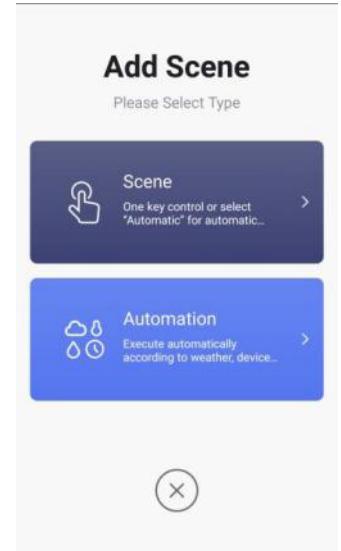 Add Scene
Please Select Type
Scene
One key control or select
"Automatic" for automatic...
Automation
Execute automatically
according to weather, device...